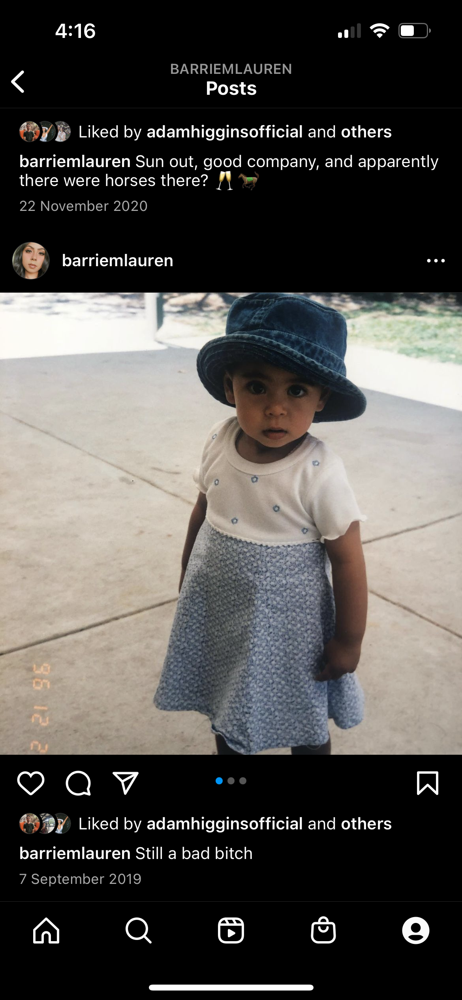 4:16
BARRIEMLAUREN
Posts
Liked by adamhigginsofficial and others
barriemlauren Sun out, good company, and apparently
there were horses there? 🥂🐎
22 November 2020
barriemlauren
96 12 2
Liked by adamhigginsofficial and others
barriemlauren Still a bad bitch
7 September 2019